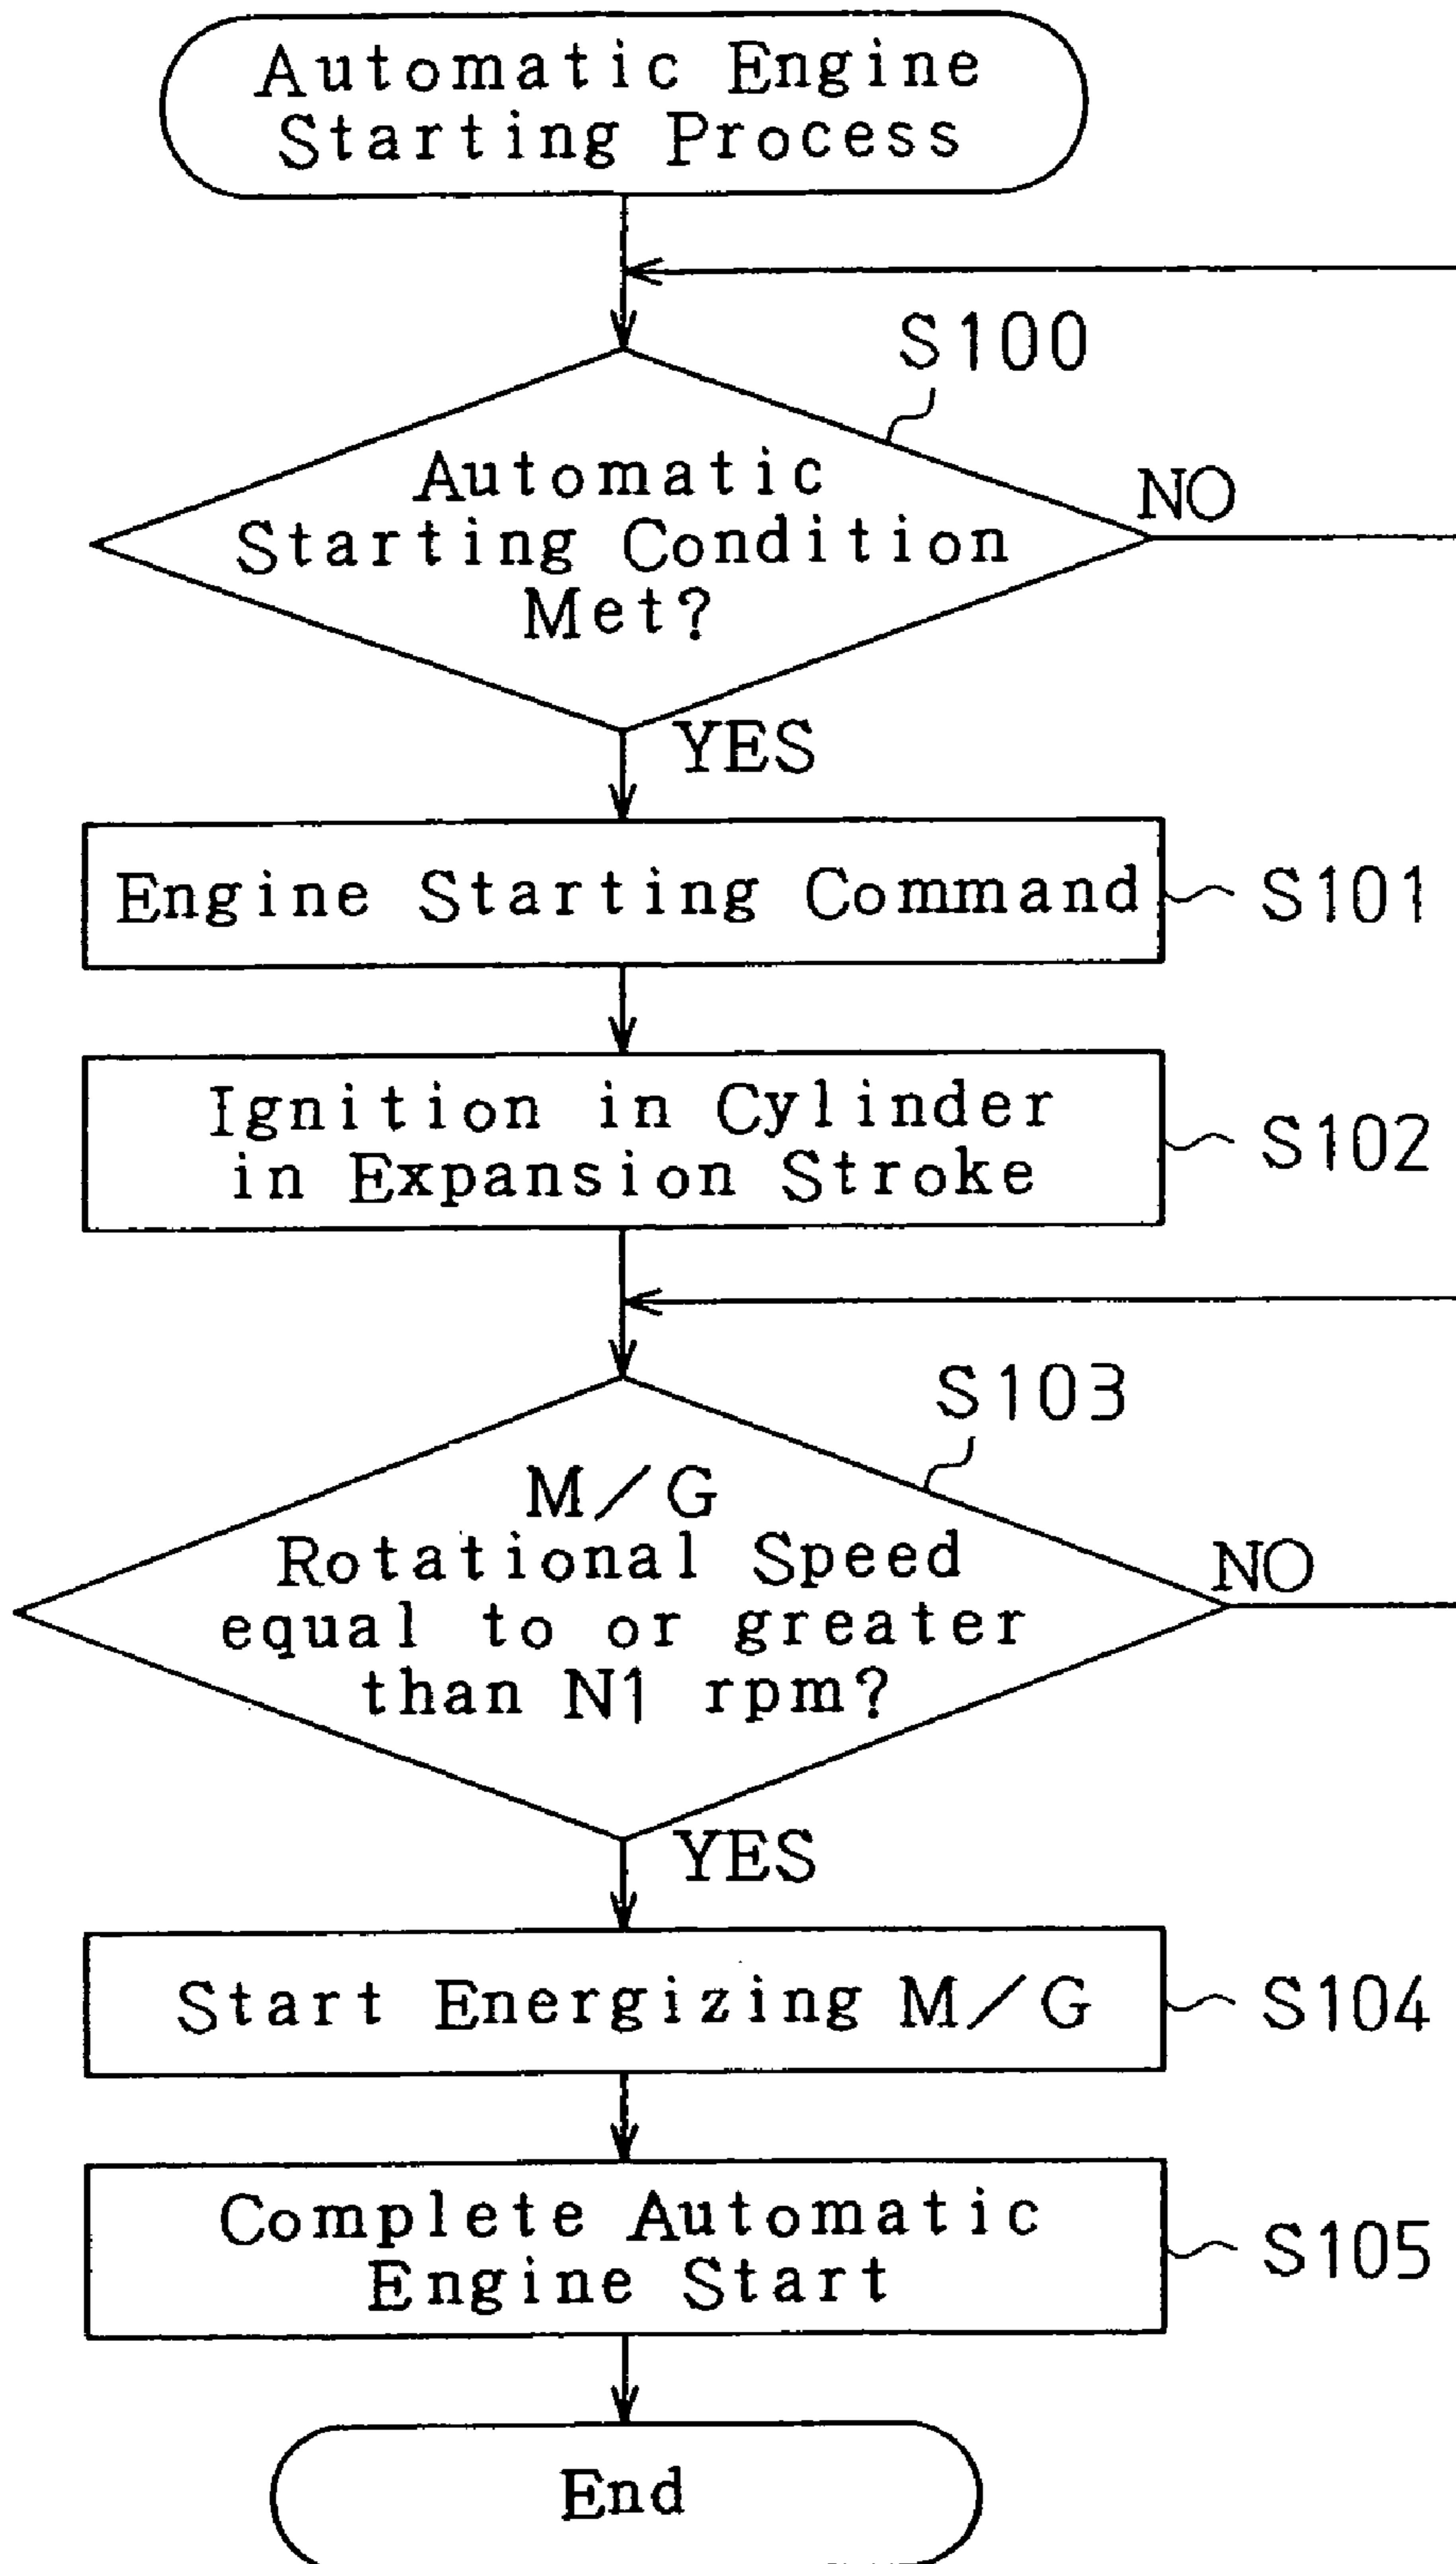 Automatic Engine
Starting Process
S100
Automatic
Starting Condition
Met?
NO
YES
Engine Starting Command
S101
Ignition in Cylinder
in Expansion Stroke
S102
S103
M/G
Rotational Speed
equal to or greater
than N1 rpm?
NO
YES
Start Energizing M/G
S104
Complete Automatic
Engine Start
S105
End